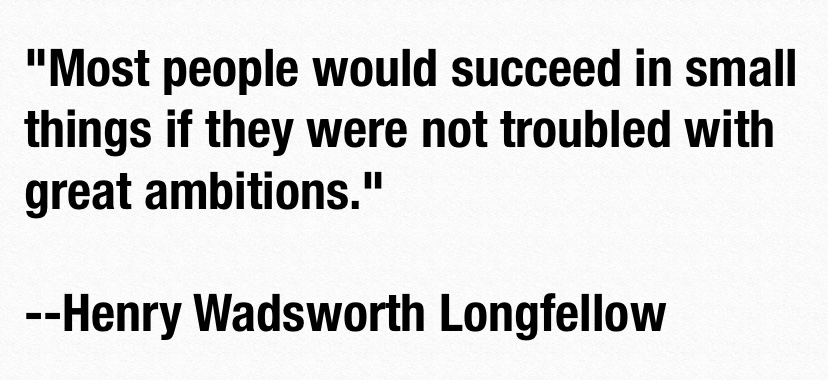 "Most people would succeed in small
things if they were not troubled with
great ambitions."
--Henry Wadsworth Longfellow